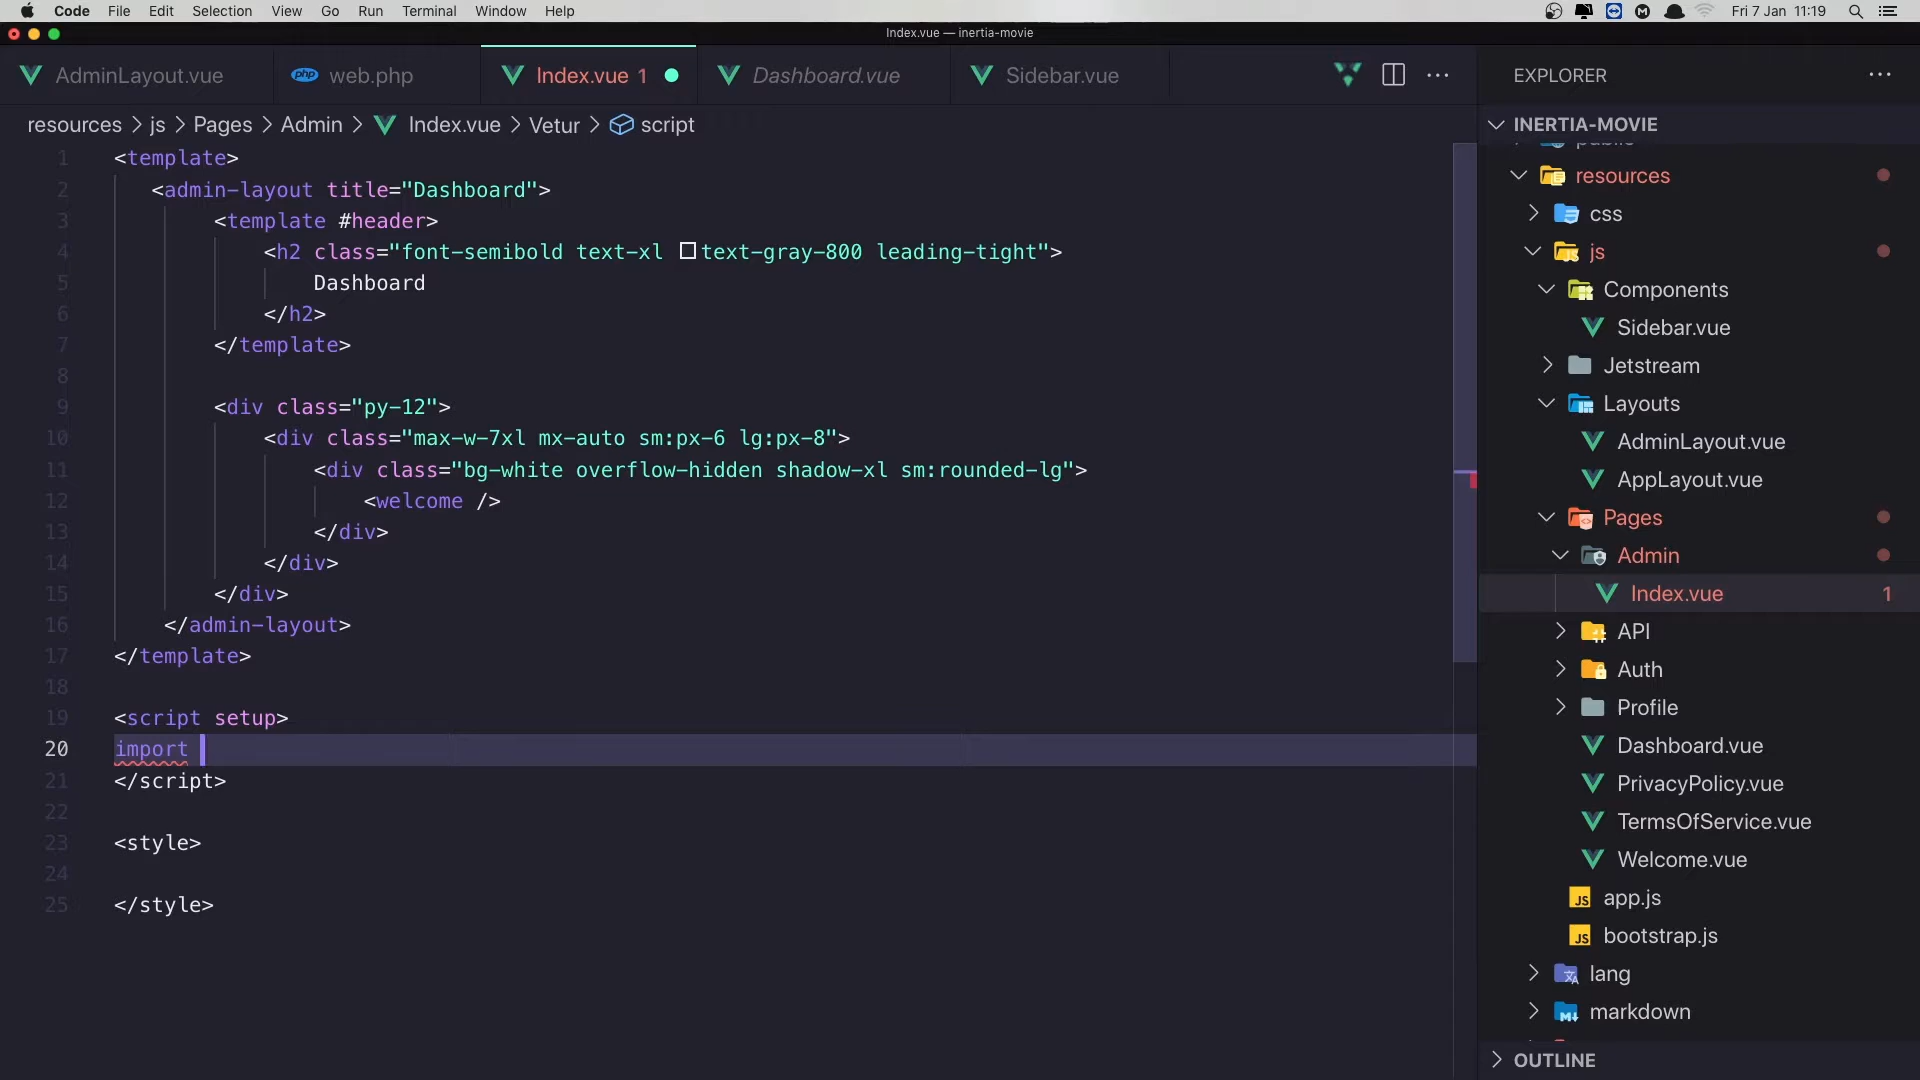 Code File Edit Selection View Go Run Terminal Window Help Fri 7 Jan 11:19
Index.vue — inertia-movie
AdminLayout.vue php web.php Index.vue 1 Dashboard.vue Sidebar.vue
resources js Pages Admin Index.vue Vetur script
1 <template>
2 <admin-layout title="Dashboard">
3 <template #header>
4 <h2 class="font-semibold text-xl text-gray-800 leading-tight">
5 Dashboard
6 </h2>
7 </template>
8
9 <div class="py-12">
10 <div class="max-w-7xl mx-auto sm:px-6 lg:px-8">
11 <div class="bg-white overflow-hidden shadow-xl sm:rounded-lg">
12 <welcome />
13 </div>
14 </div>
15 </div>
16 </admin-layout>
17 </template>
18
19 <script setup>
20 import
21 </script>
22
23 <style>
24
25 </style>
EXPLORER
INERTIA-MOVIE
public
resources
css
js
Components
Sidebar.vue
Jetstream
Layouts
AdminLayout.vue
AppLayout.vue
Pages
Admin
Index.vue 1
API
Auth
Profile
Dashboard.vue
PrivacyPolicy.vue
TermsOfService.vue
Welcome.vue
JS app.js
JS bootstrap.js
lang
markdown
OUTLINE